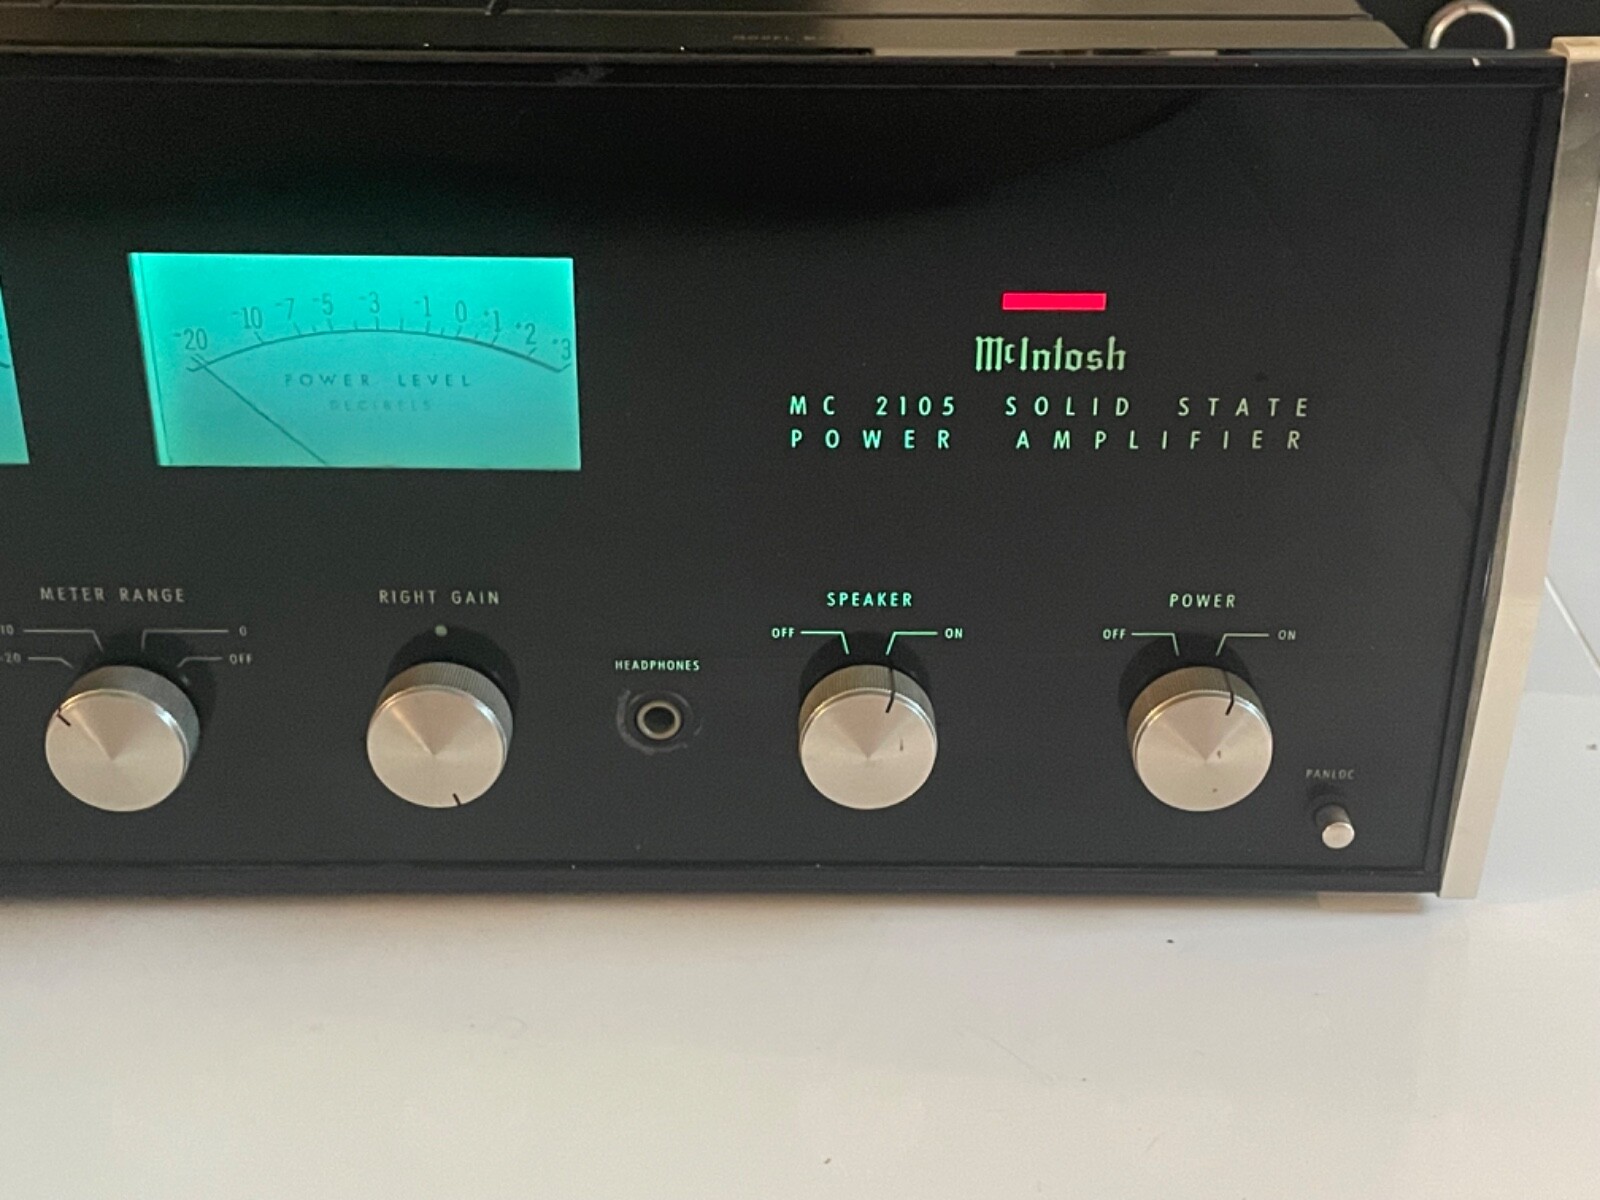 -20 -10 -7 -5 -3 -1 0 +1 +2 +3
POWER LEVEL
DECIBELS
McIntosh
MC 2105 SOLID STATE
POWER AMPLIFIER
METER RANGE
10 0
-20 OFF
RIGHT GAIN
HEADPHONES
SPEAKER
OFF ON
POWER
OFF ON
PANLOC